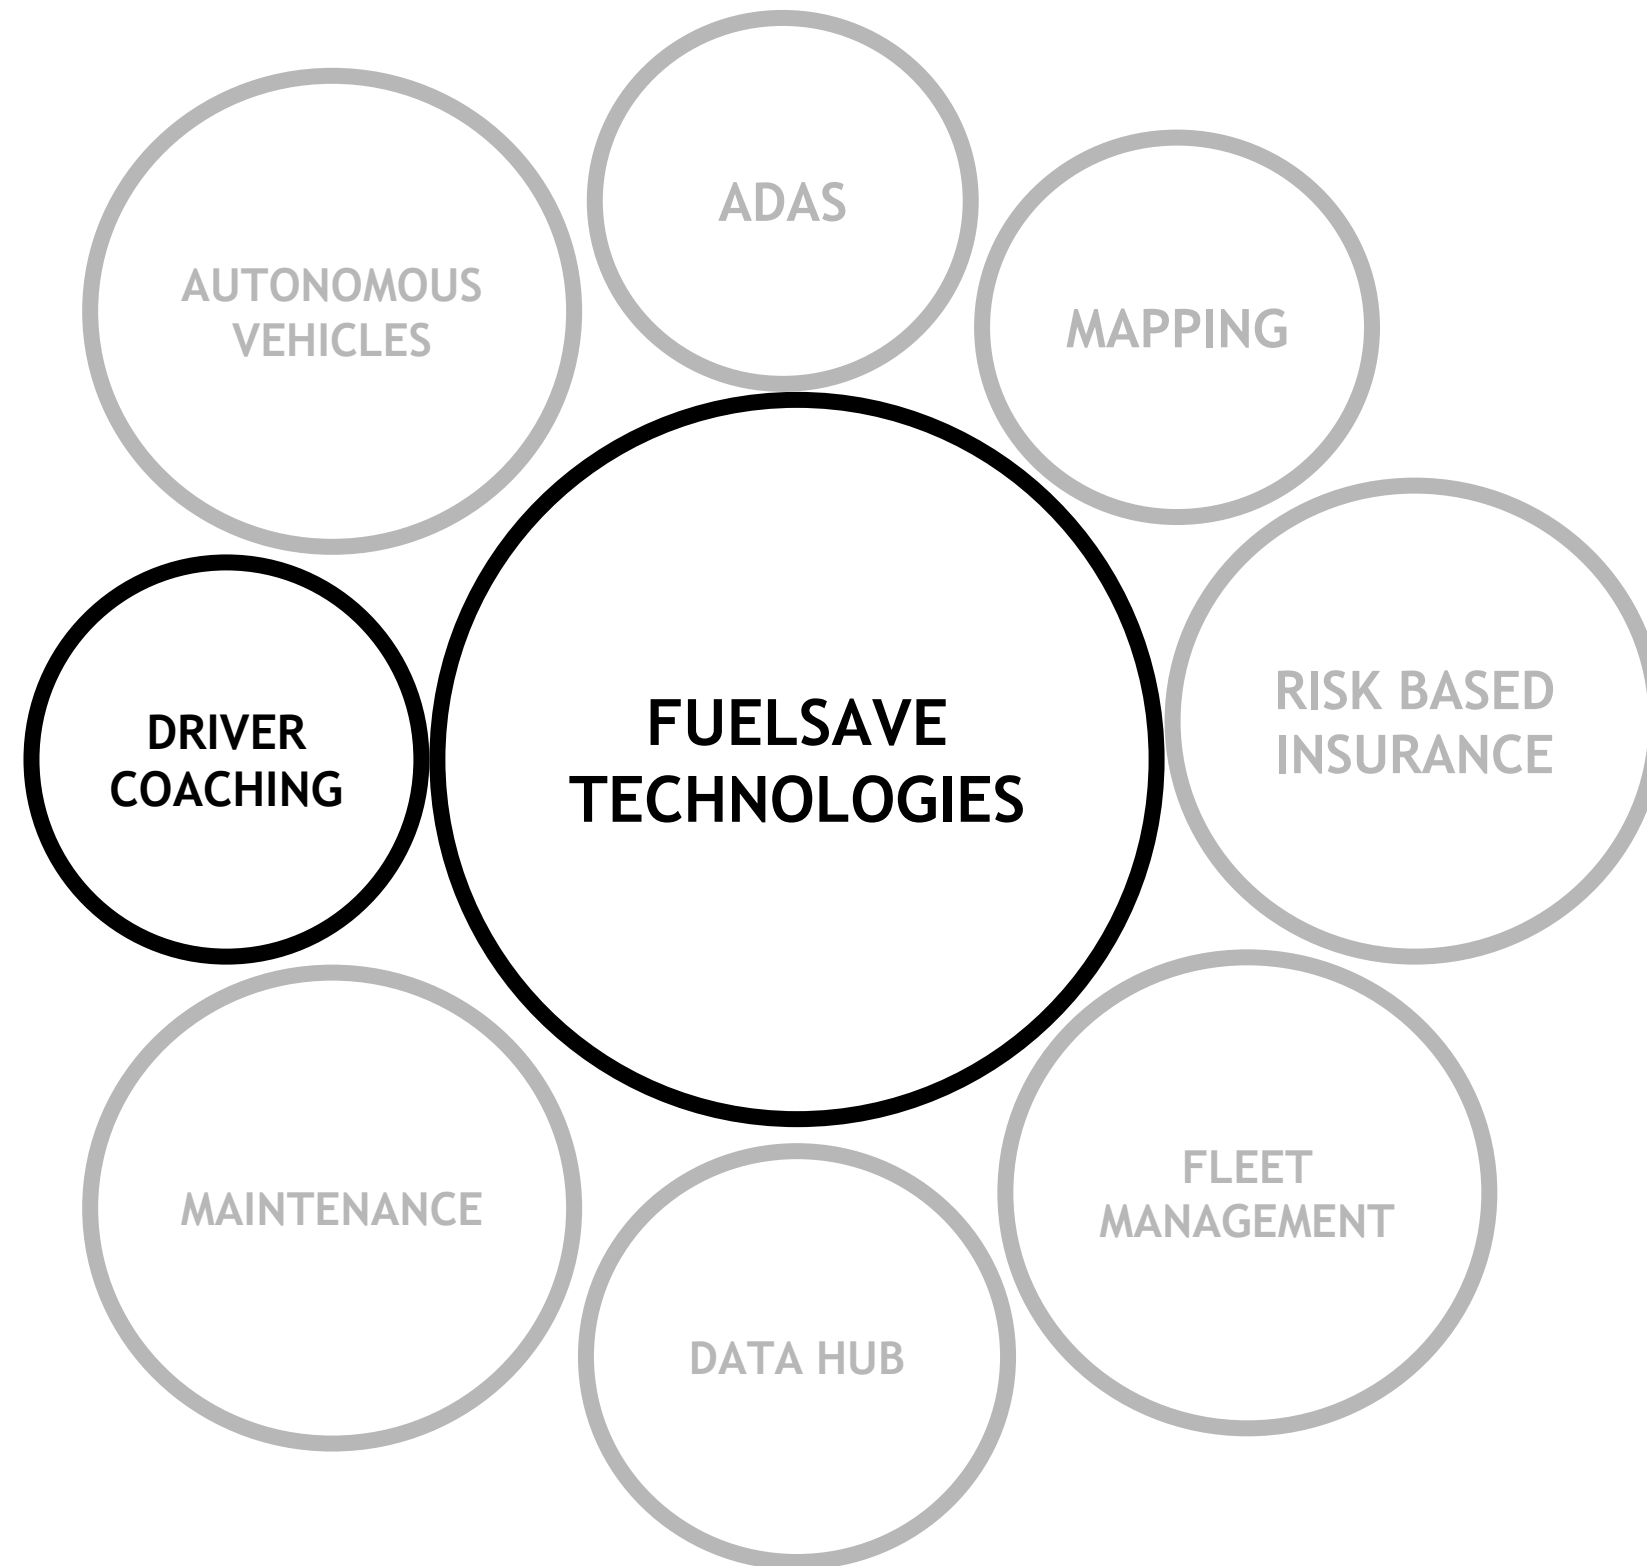 ADAS
AUTONOMOUS
VEHICLES
MAPPING
RISK BASED
INSURANCE
FUELSAVE
TECHNOLOGIES
DRIVER
COACHING
FLEET
MANAGEMENT
MAINTENANCE
DATA HUB